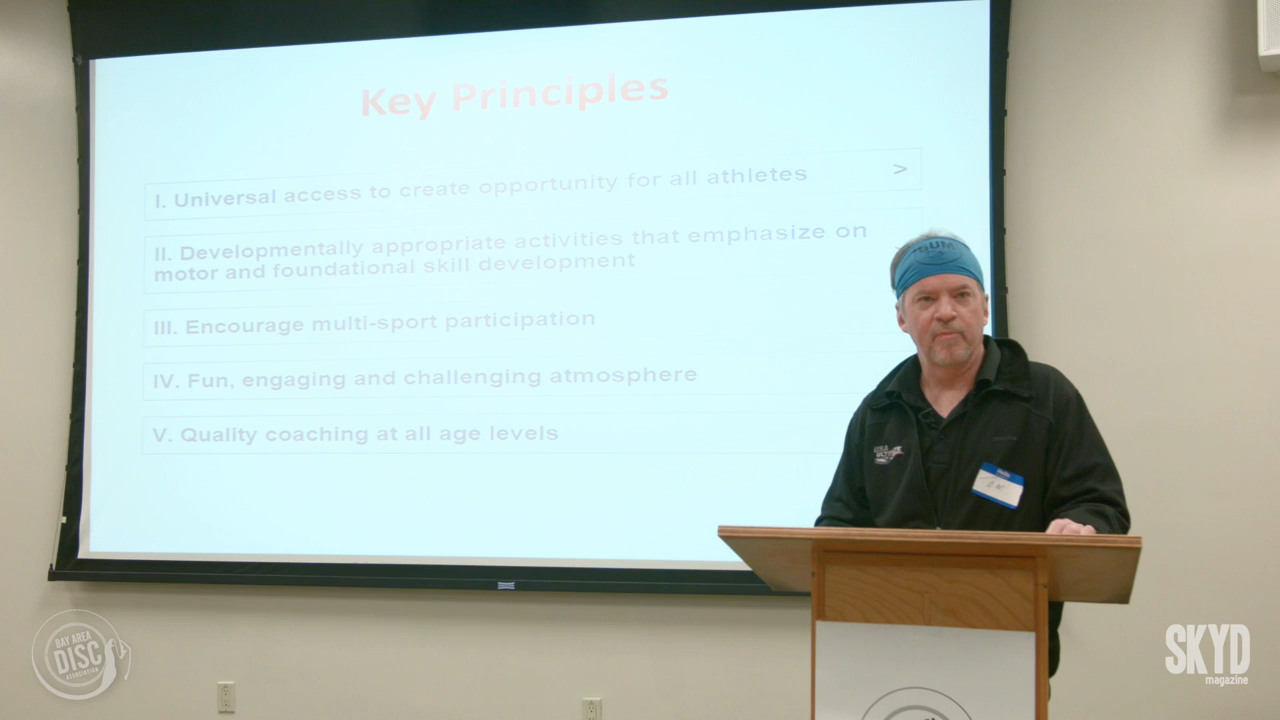 Key Principles
I. Universal access to create opportunity for all athletes >
II. Developmentally appropriate activities that emphasize on
motor and foundational skill development
III. Encourage multi-sport participation
IV. Fun, engaging and challenging atmosphere
V. Quality coaching at all age levels
BAY AREA
DISC
ASSOCIATION
SKYD
magazine